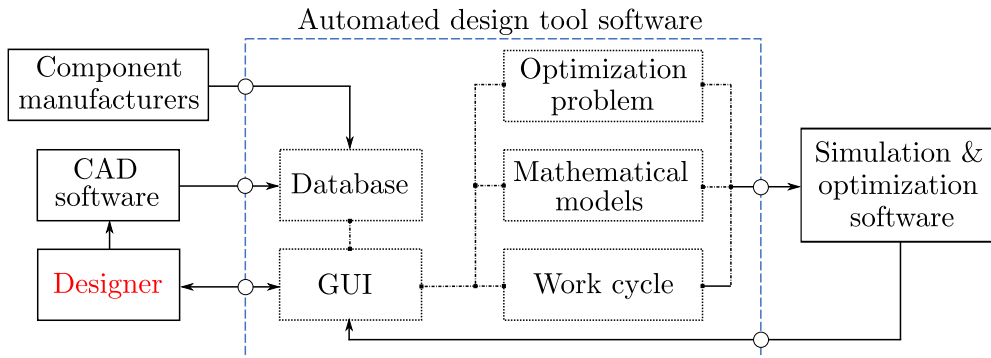 Automated design tool software
Component
manufacturers
Optimization
problem
CAD
software
Database
Mathematical
models
Simulation &
optimization
software
Designer
GUI
Work cycle